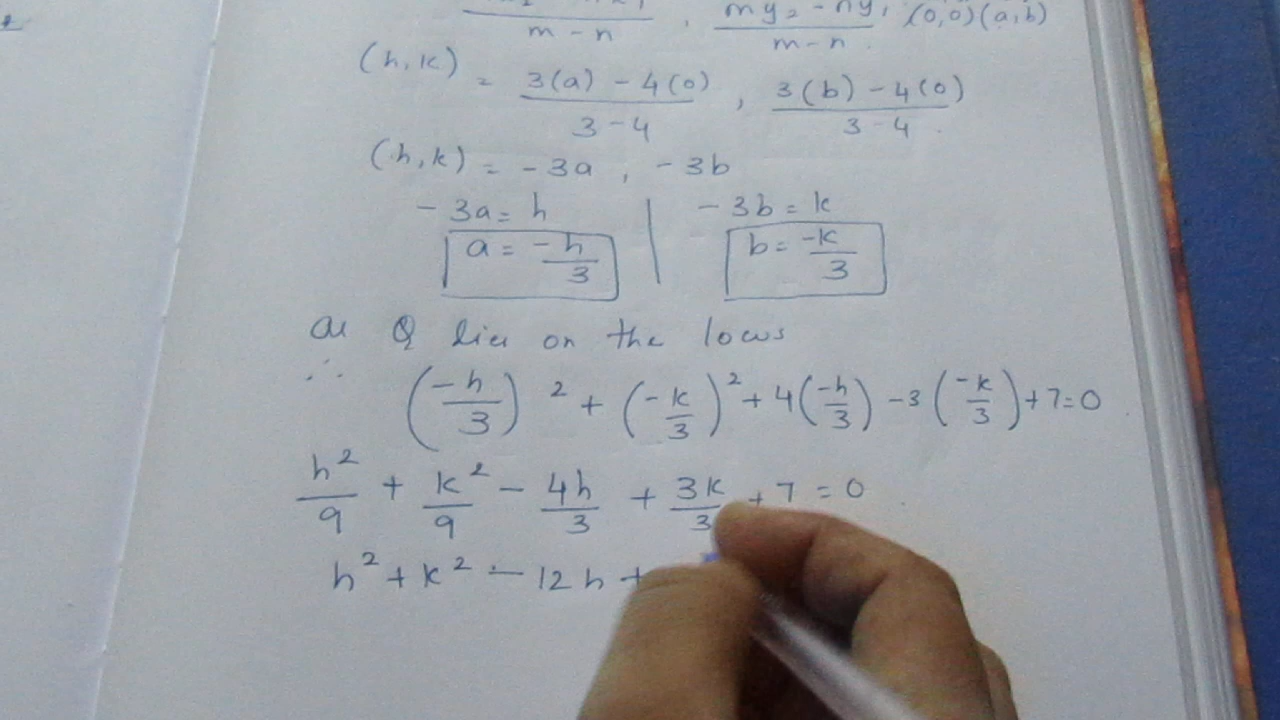 m - n , my₂ - ny, / m - n . (0,0) (a,b)
(h,k) = 3(a) - 4(0) / 3 - 4 , 3(b) - 4(0) / 3 - 4 .
(h,k) = - 3a , - 3b
- 3a = h | - 3b = k
a = - h / 3 b = -k / 3
lies on the locus
∴ (-h / 3)² + (-k / 3)² + 4(-h / 3) - 3(-k / 3) + 7 = 0
h² / 9 + k² / 9 - 4h / 3 + 3k / 3 + 7 = 0
h² + k² - 12h +